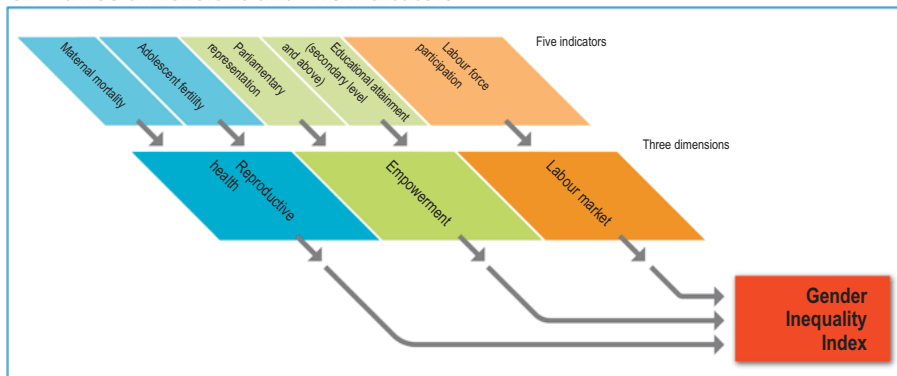 Five indicators
Maternal mortality
Adolescent fertility
Parliamentary
representation
Educational attainment
(secondary level
and above)
Labour force
participation
Three dimensions
Reproductive
health
Empowerment
Labour market
Gender
Inequality
Index